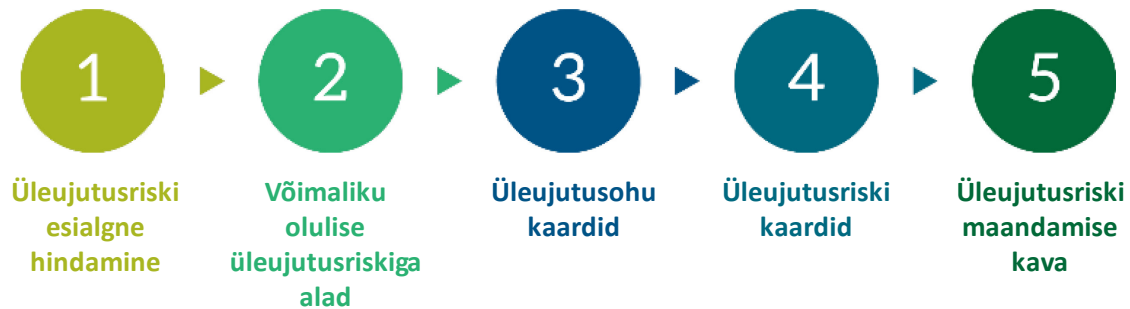 1
Üleujutusriski
esialgne
hindamine
2
Võimaliku
olulise
üleujutusriskiga
alad
3
Üleujutusohu
kaardid
4
Üleujutusriski
kaardid
5
Üleujutusriski
maandamise
kava